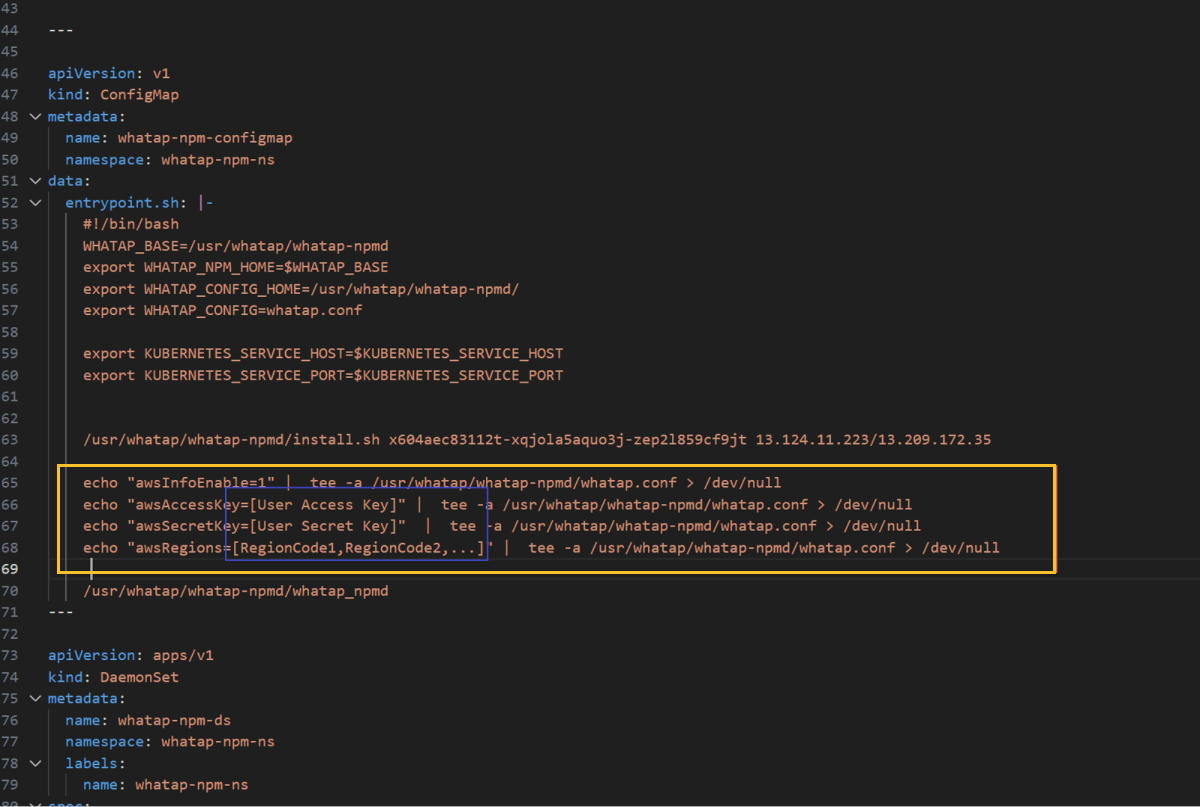 43
44 ---
45
46 apiVersion: v1
47 kind: ConfigMap
48 metadata:
49 name: whatap-npm-configmap
50 namespace: whatap-npm-ns
51 data:
52 entrypoint.sh: |-
53 #!/bin/bash
54 WHATAP_BASE=/usr/whatap/whatap-npmd
55 export WHATAP_NPM_HOME=$WHATAP_BASE
56 export WHATAP_CONFIG_HOME=/usr/whatap/whatap-npmd/
57 export WHATAP_CONFIG=whatap.conf
58
59 export KUBERNETES_SERVICE_HOST=$KUBERNETES_SERVICE_HOST
60 export KUBERNETES_SERVICE_PORT=$KUBERNETES_SERVICE_PORT
61
62
63 /usr/whatap/whatap-npmd/install.sh x604aec83112t-xqjola5aquo3j-zep2l859cf9jt 13.124.11.223/13.209.172.35
64
65 echo "awsInfoEnable=1" |  tee -a /usr/whatap/whatap-npmd/whatap.conf > /dev/null
66 echo "awsAccessKey=[User Access Key]" |  tee -a /usr/whatap/whatap-npmd/whatap.conf > /dev/null
67 echo "awsSecretKey=[User Secret Key]"  |  tee -a /usr/whatap/whatap-npmd/whatap.conf > /dev/null
68 echo "awsRegions=[RegionCode1,RegionCode2,...]" |  tee -a /usr/whatap/whatap-npmd/whatap.conf > /dev/null
69
70 /usr/whatap/whatap-npmd/whatap_npmd
71 ---
72
73 apiVersion: apps/v1
74 kind: DaemonSet
75 metadata:
76 name: whatap-npm-ds
77 namespace: whatap-npm-ns
78 labels:
79 name: whatap-npm-ns
80 spec: